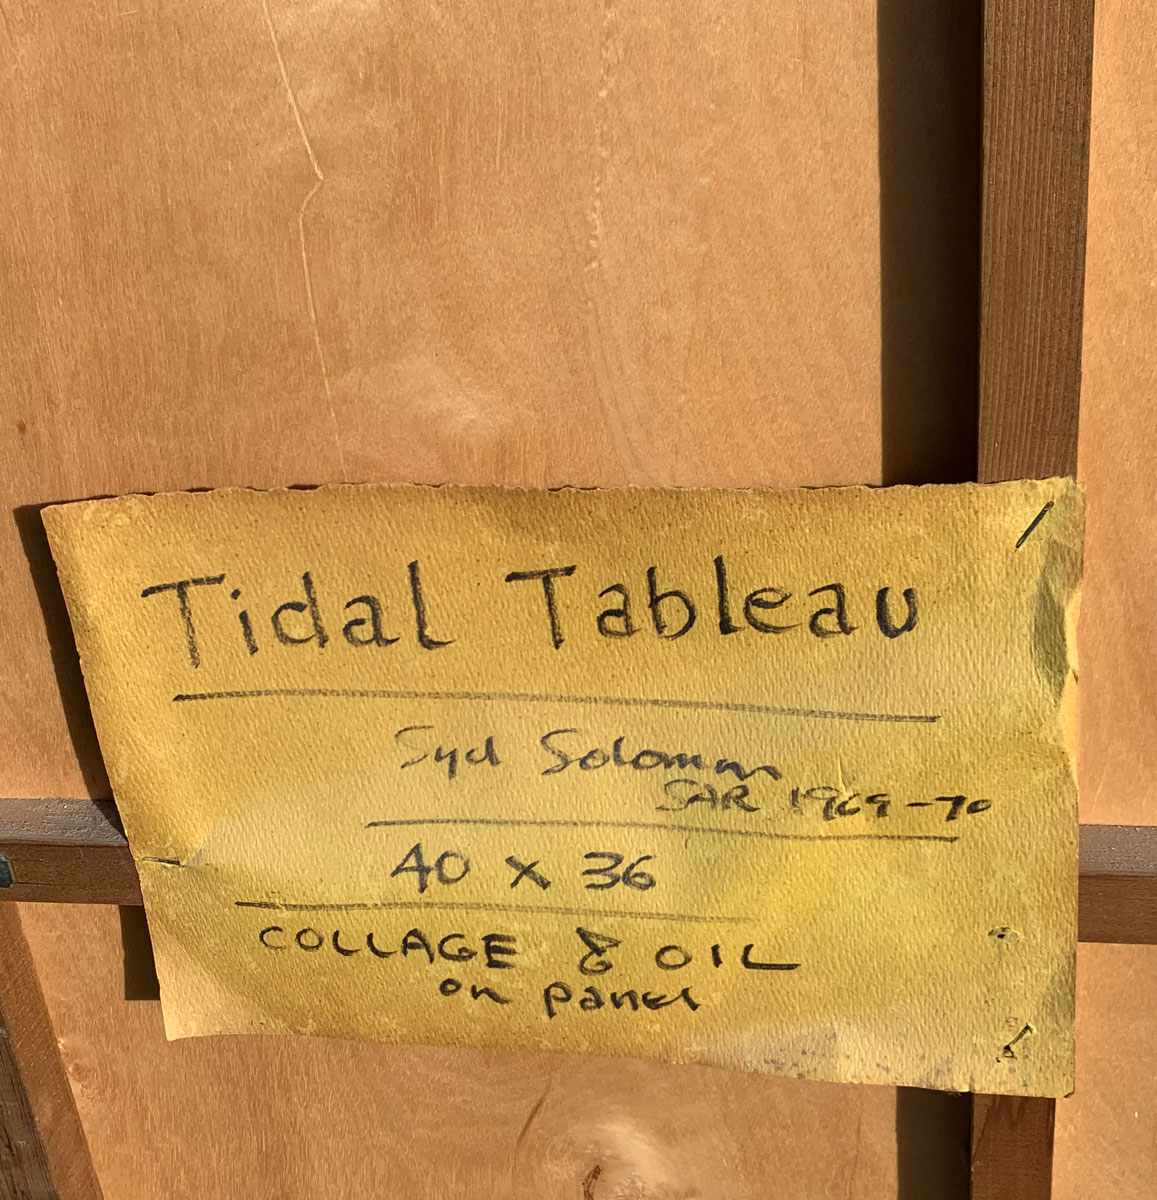 Tidal Tableau
Syd Solomon
SAR 1969-70
40 x 36
COLLAGE & OIL
on panel